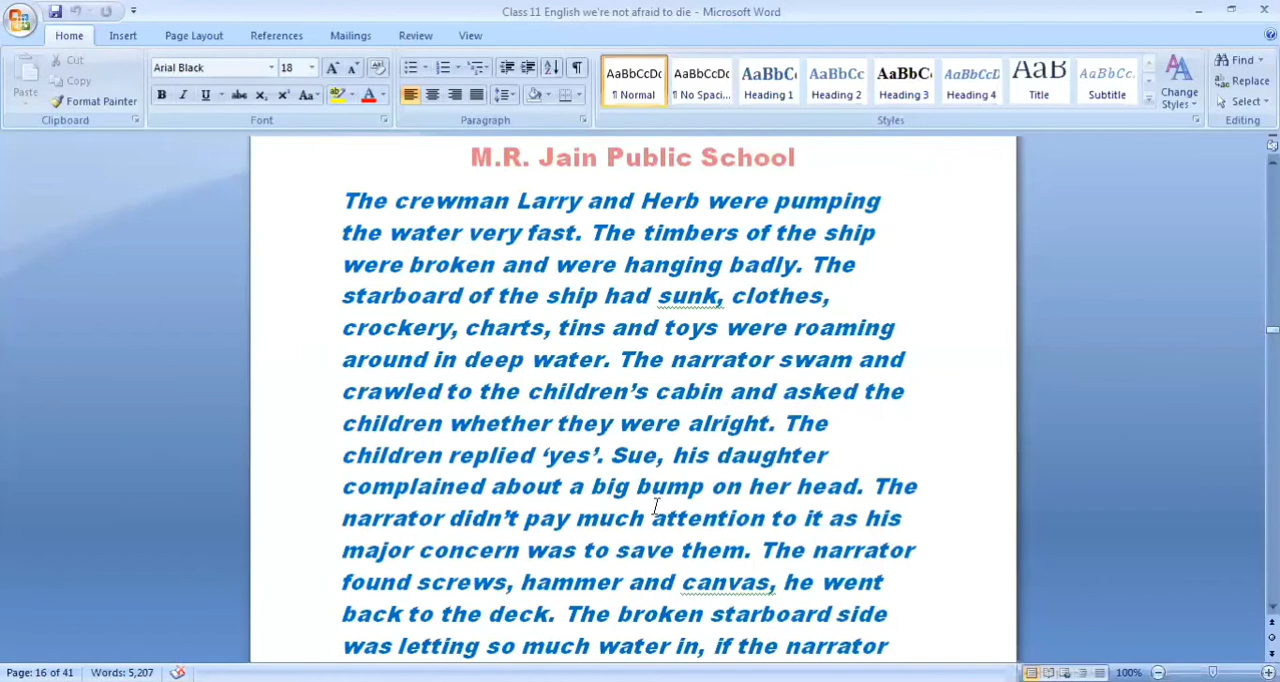 Class 11 English we're not afraid to die - Microsoft Word
Home Insert Page Layout References Mailings Review View
Paste Cut Copy Format Painter
Arial Black 18
AaBbCcDc AaBbCcDc AaBbC AaBbCc AaBbC AaBbCcD AaB AaBbCc.
¶ Normal ¶ No Spaci... Heading 1 Heading 2 Heading 3 Heading 4 Title Subtitle
Change Styles
Find Replace Select
Clipboard Font Paragraph Styles Editing
M.R. Jain Public School
The crewman Larry and Herb were pumping
the water very fast. The timbers of the ship
were broken and were hanging badly. The
starboard of the ship had sunk, clothes,
crockery, charts, tins and toys were roaming
around in deep water. The narrator swam and
crawled to the children’s cabin and asked the
children whether they were alright. The
children replied ‘yes’. Sue, his daughter
complained about a big bump on her head. The
narrator didn’t pay much attention to it as his
major concern was to save them. The narrator
found screws, hammer and canvas, he went
back to the deck. The broken starboard side
was letting so much water in, if the narrator
Page: 16 of 41 Words: 5,207 100%